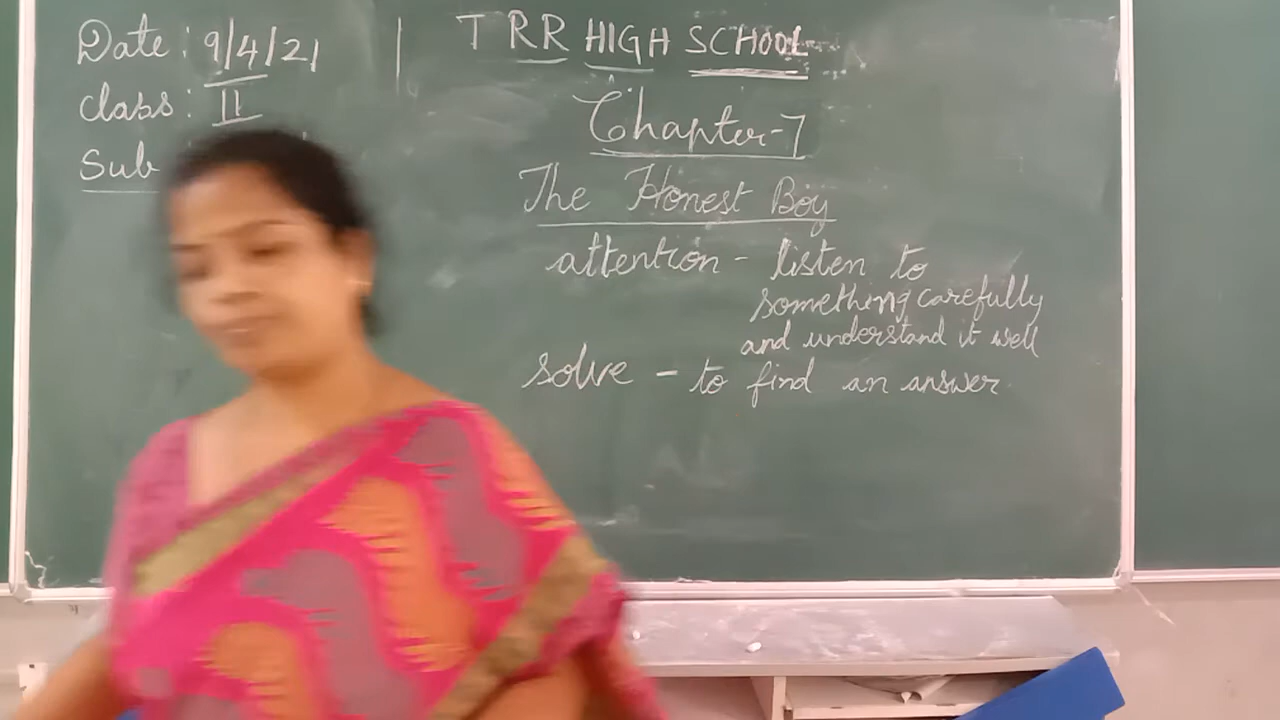 Date: 9/4/21
Class: II
Sub
T RR HIGH SCHOOL
Chapter-7
The Honest Boy
attention - listen to
something carefully
and understand it well
solve - to find an answer